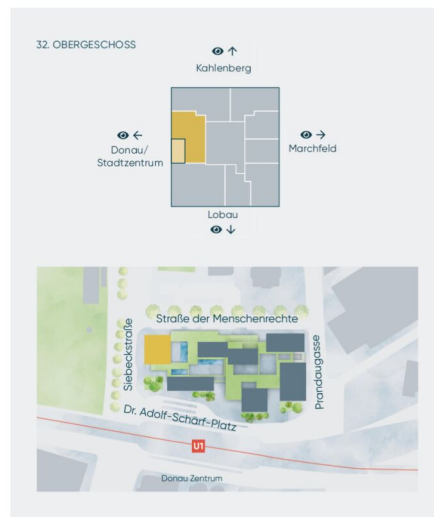 32. OBERGESCHOSS
Kahlenberg
Donau/
Stadtzentrum
Marchfeld
Lobau
Straße der Menschenrechte
Siebeckstraße
Prandaugasse
Dr. Adolf-Schärf-Platz
U1
Donau Zentrum